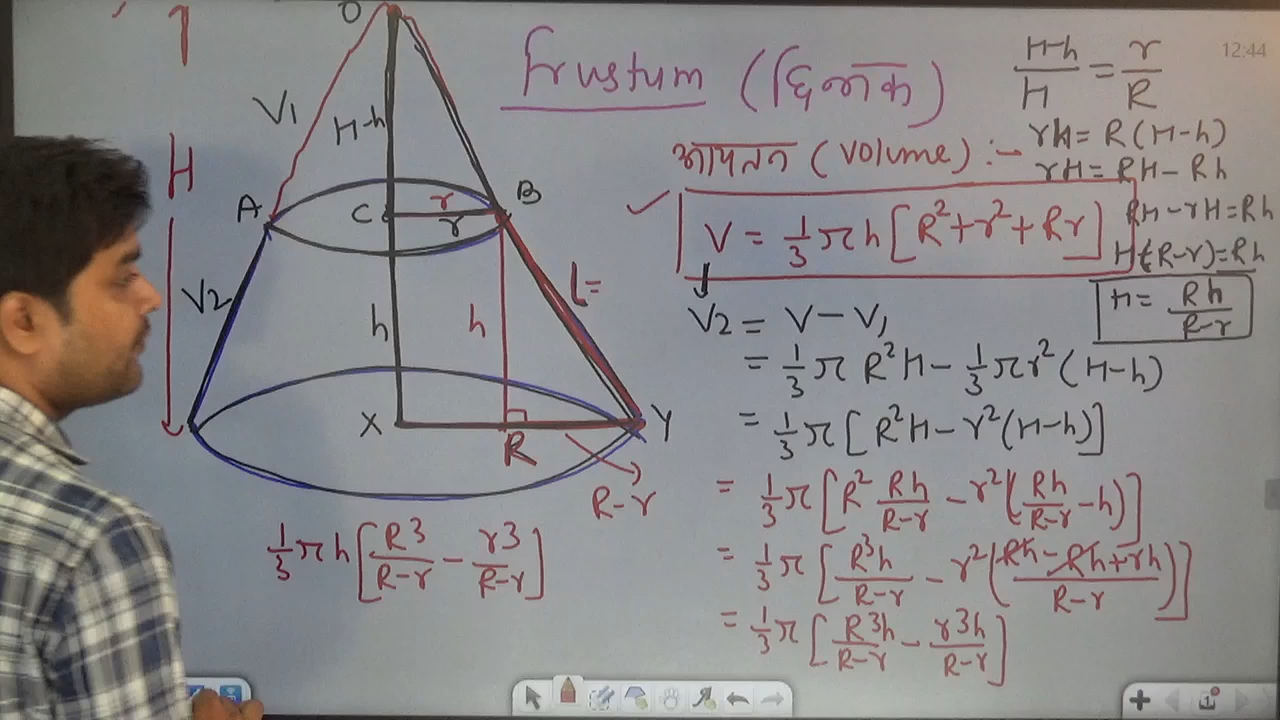 O
V1
H-h
H
A
C
r
r
B
V2
h
h
l=
X
R
Y
R-r
1/3 πh[R³/(R-r) - r³/(R-r)]
Frustum (छिन्नक)
आयतन (Volume) :-
V = 1/3 πh[R²+r²+Rr]
V2 = V-V₁
= 1/3 π R²H - 1/3 πr²(H-h)
= 1/3 π[R²H - r²(H-h)]
= 1/3 π[R² Rh/(R-r) - r²(Rh/(R-r) - h)]
= 1/3 π[R³h/(R-r) - r²((Rh-Rh+rh)/(R-r))]
= 1/3 π[R³h/(R-r) - r³h/(R-r)]
(H-h)/H = r/R
rH = R(H-h)
rH = RH - Rh
RH - rH = Rh
H(R-r) = Rh
H = Rh/(R-r)
12:44